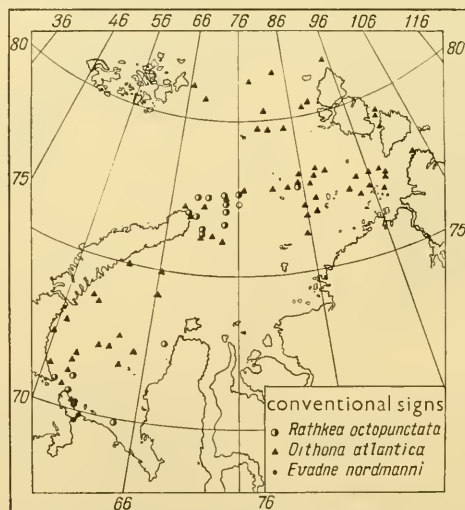 36 46 56 66 76 86 96 106 116
80 80
75 75
70
conventional signs
Rathkea octopunctata
Oithona atlantica
Evadne nordmanni
66 76